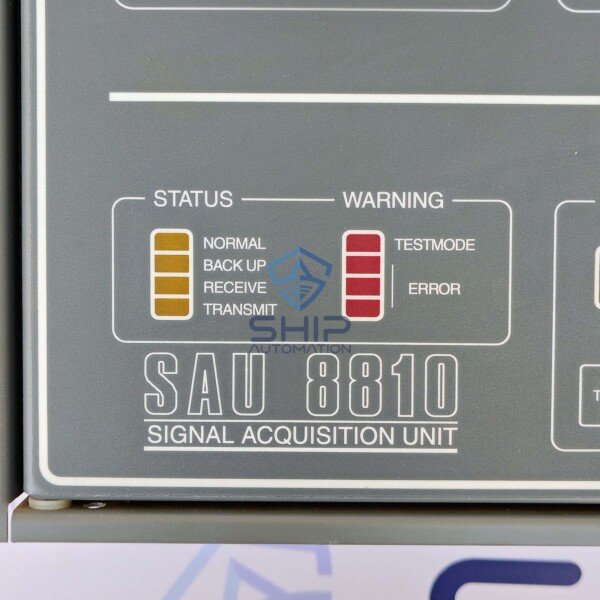 STATUS WARNING
NORMAL TESTMODE
BACK UP
RECEIVE ERROR
TRANSMIT
SHIP
AUTOMATION
SAU 8810
SIGNAL ACQUISITION UNIT
T